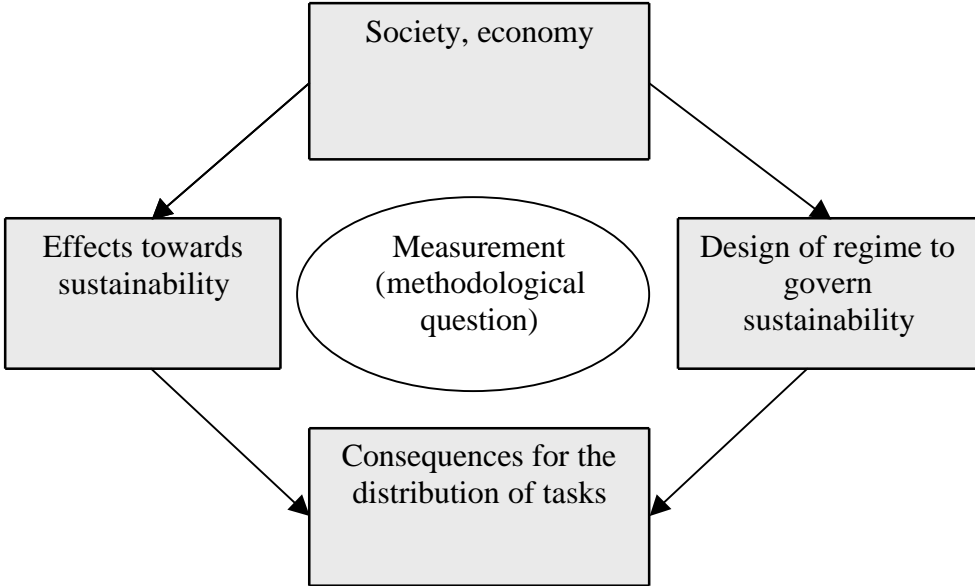 Society, economy
Effects towards
sustainability
Measurement
(methodological
question)
Design of regime to
govern
sustainability
Consequences for the
distribution of tasks